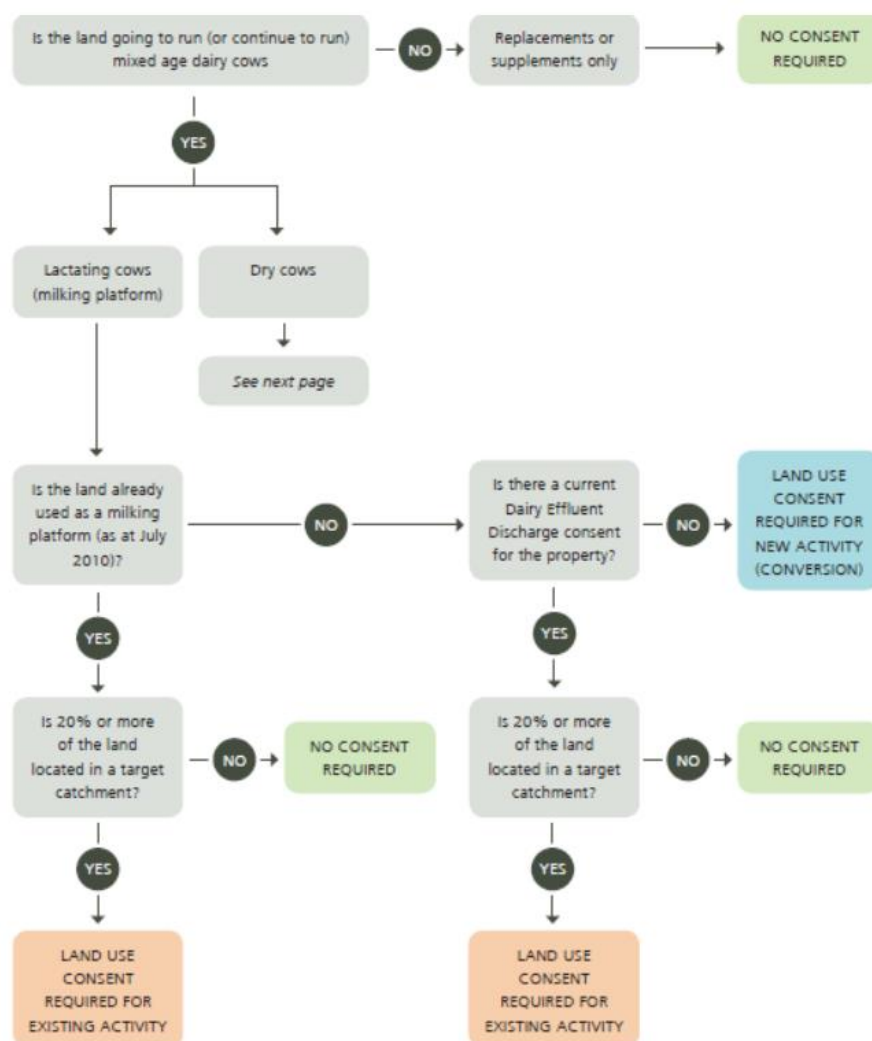 Is the land going to run (or continue to run)
mixed age dairy cows
NO
Replacements or
supplements only
NO CONSENT
REQUIRED
YES
Lactating cows
(milking platform)
Dry cows
See next page
Is the land already
used as a milking
platform (as at July
2010)?
NO
Is there a current
Dairy Effluent
Discharge consent
for the property?
NO
LAND USE
CONSENT
REQUIRED FOR
NEW ACTIVITY
(CONVERSION)
YES
YES
Is 20% or more
of the land
located in a target
catchment?
NO
NO CONSENT
REQUIRED
Is 20% or more
of the land
located in a target
catchment?
NO
NO CONSENT
REQUIRED
YES
YES
LAND USE
CONSENT
REQUIRED FOR
EXISTING ACTIVITY
LAND USE
CONSENT
REQUIRED FOR
EXISTING ACTIVITY